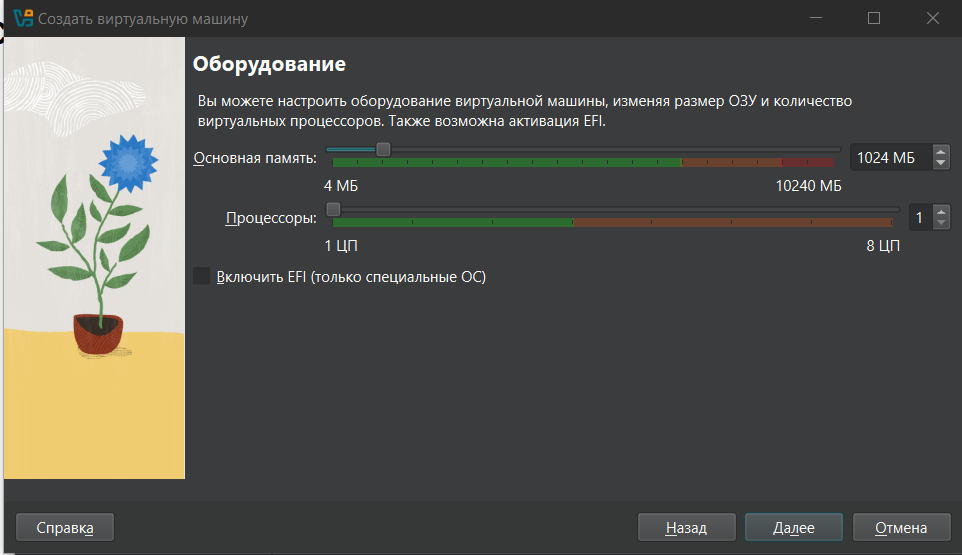 Создать виртуальную машину
Оборудование
Вы можете настроить оборудование виртуальной машины, изменяя размер ОЗУ и количество
виртуальных процессоров. Также возможна активация EFI.
Основная память:
1024 МБ
4 МБ
10240 МБ
Процессоры:
1
1 ЦП
8 ЦП
Включить EFI (только специальные ОС)
Справка
Назад
Далее
Отмена